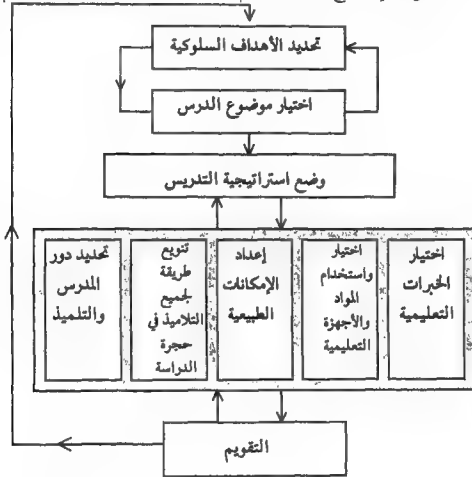 تحديد الأهداف السلوكية
اختيار موضوع الدرس
وضع استراتيجية التدريس
اختيار
الخبرات
التعليمية
اختيار
واستخدام
المواد
والأجهزة
التعليمية
إعداد
الإمكانات
الطبيعية
تنويع
طريقة
لجميع
التلاميذ في
حجرة
الدراسة
تحديد دور
المدرس
والتلميذ
التقويم